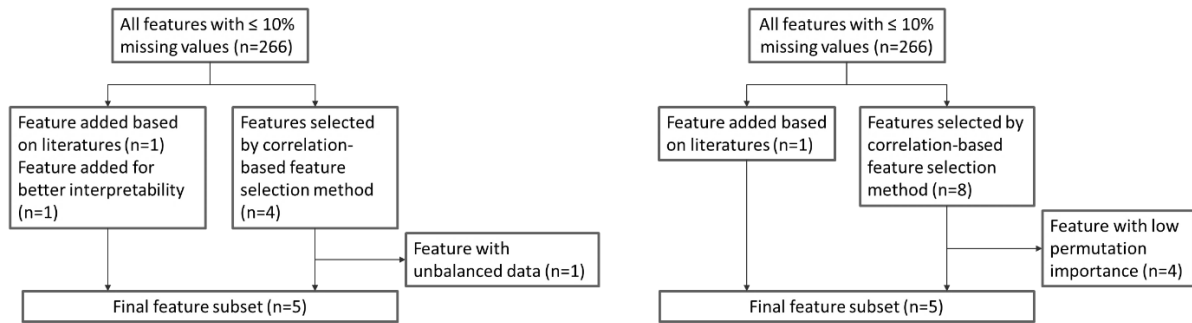 All features with ≤ 10%
missing values (n=266)
Feature added based
on literatures (n=1)
Feature added for
better interpretability
(n=1)
Features selected
by correlation-
based feature
selection method
(n=4)
Feature with
unbalanced data (n=1)
Final feature subset (n=5)
All features with ≤ 10%
missing values (n=266)
Feature added based
on literatures (n=1)
Features selected by
correlation-based
feature selection
method (n=8)
Feature with low
permutation
importance (n=4)
Final feature subset (n=5)